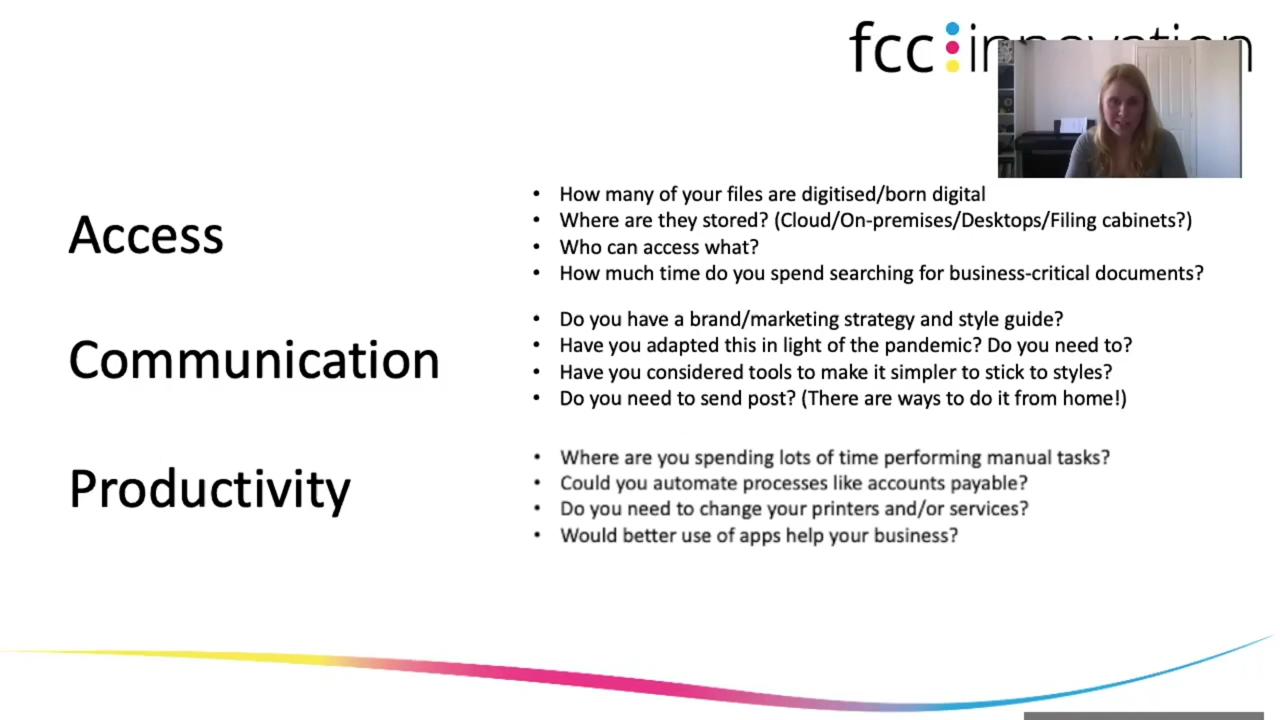 fcc innovation
Access
• How many of your files are digitised/born digital
• Where are they stored? (Cloud/On-premises/Desktops/Filing cabinets?)
• Who can access what?
• How much time do you spend searching for business-critical documents?
Communication
• Do you have a brand/marketing strategy and style guide?
• Have you adapted this in light of the pandemic? Do you need to?
• Have you considered tools to make it simpler to stick to styles?
• Do you need to send post? (There are ways to do it from home!)
Productivity
• Where are you spending lots of time performing manual tasks?
• Could you automate processes like accounts payable?
• Do you need to change your printers and/or services?
• Would better use of apps help your business?